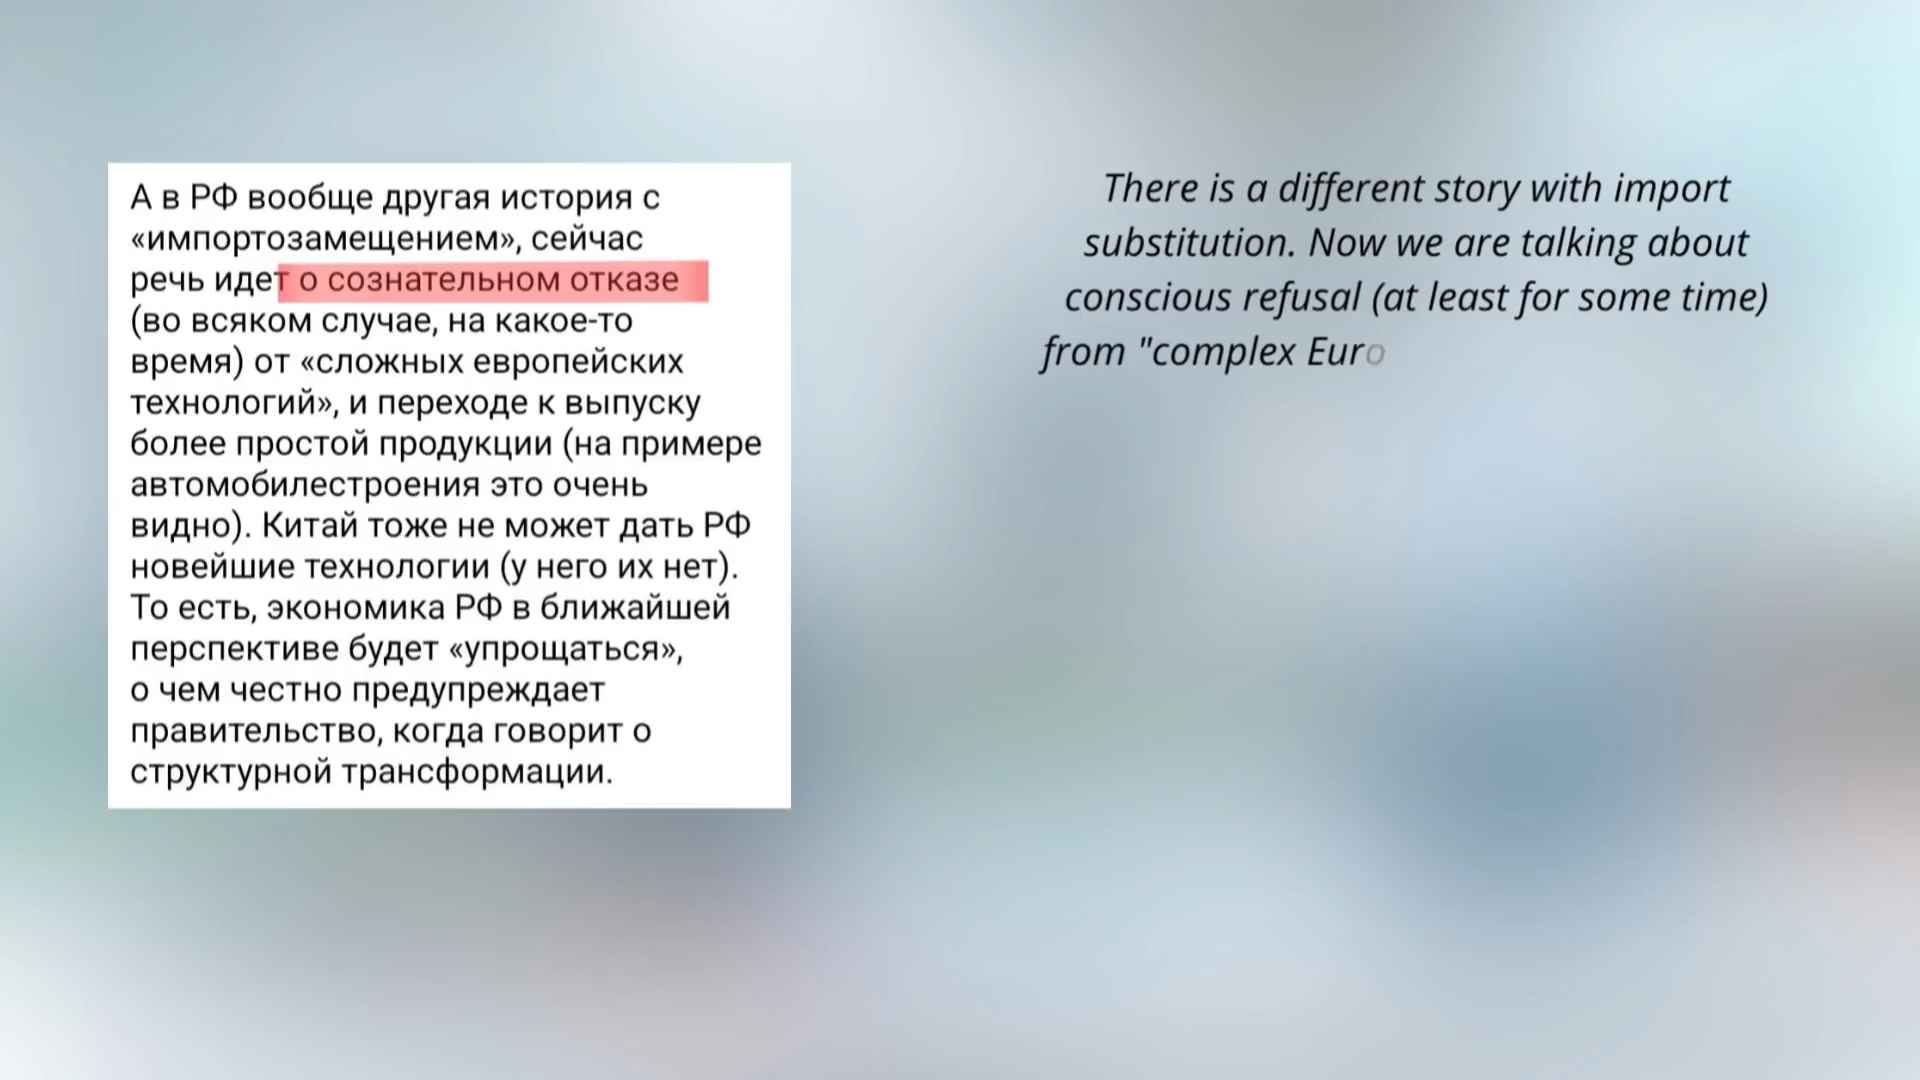 А в РФ вообще другая история с
«импортозамещением», сейчас
речь идет о сознательном отказе
(во всяком случае, на какое-то
время) от «сложных европейских
технологий», и переходе к выпуску
более простой продукции (на примере
автомобилестроения это очень
видно). Китай тоже не может дать РФ
новейшие технологии (у него их нет).
То есть, экономика РФ в ближайшей
перспективе будет «упрощаться»,
о чем честно предупреждает
правительство, когда говорит о
структурной трансформации.
There is a different story with import
substitution. Now we are talking about
conscious refusal (at least for some time)
from "complex Euro